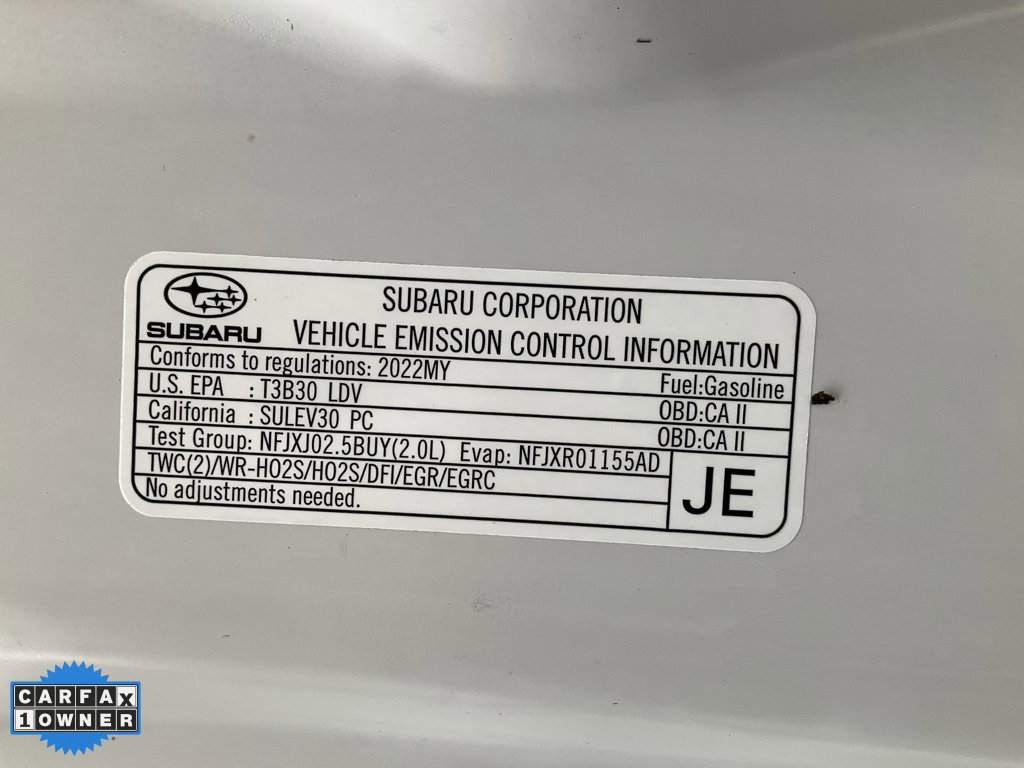 SUBARU
SUBARU CORPORATION
VEHICLE EMISSION CONTROL INFORMATION
Conforms to regulations: 2022MY
Fuel:Gasoline
U.S. EPA : T3B30 LDV
OBD:CA II
California : SULEV30 PC
OBD:CA II
Test Group: NFJXJ02.5BUY(2.0L) Evap: NFJXR01155AD
TWC(2)/WR-HO2S/HO2S/DFI/EGR/EGRC
No adjustments needed.
JE
CARFAX
1 OWNER